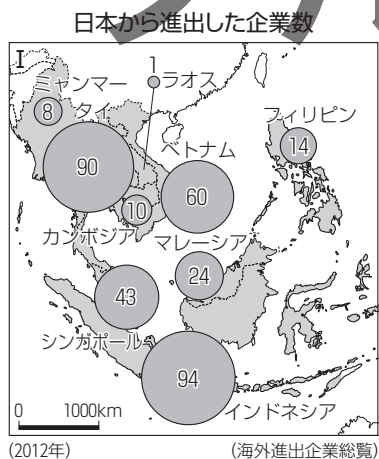 日本から進出した企業数
I
1
ミャンマー
ラオス
8
タイ
フィリピン
14
90
ベトナム
60
10
カンボジア
マレーシア
24
43
シンガポール
94
インドネシア
0 1000km
(2012年) (海外進出企業総覧)